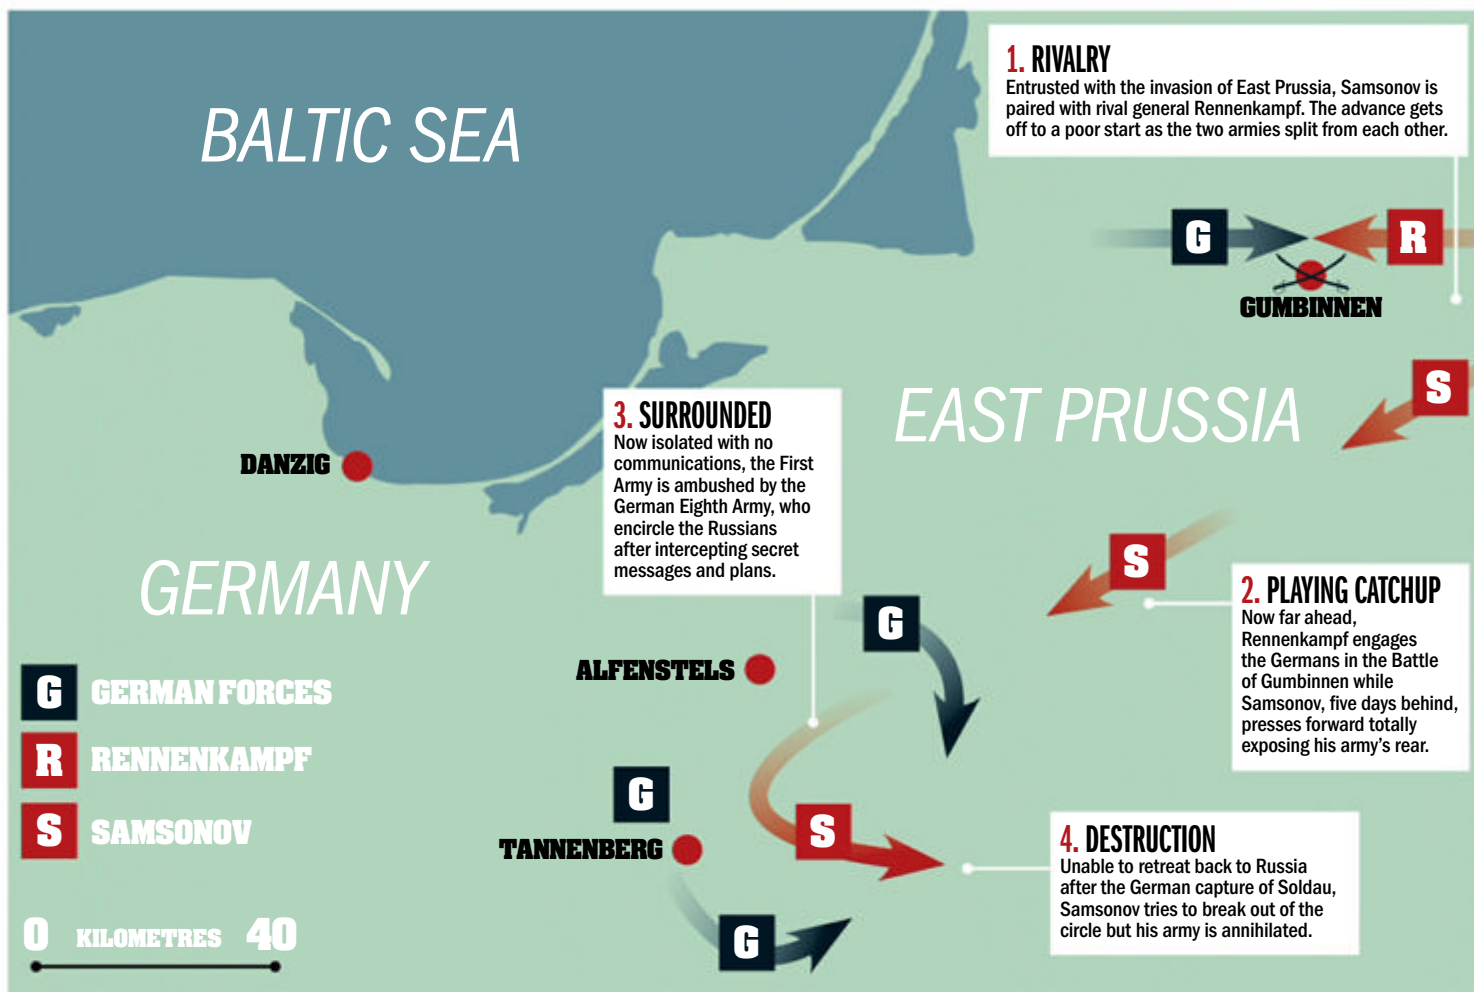 BALTIC SEA
1. RIVALRY
Entrusted with the invasion of East Prussia, Samsonov is
paired with rival general Rennenkampf. The advance gets
off to a poor start as the two armies split from each other.
G
R
GUMBINNEN
S
EAST PRUSSIA
3. SURROUNDED
Now isolated with no
communications, the First
Army is ambushed by the
German Eighth Army, who
encircle the Russians
after intercepting secret
messages and plans.
DANZIG
GERMANY
S
2. PLAYING CATCHUP
Now far ahead,
Rennenkampf engages
the Germans in the Battle
of Gumbinnen while
Samsonov, five days behind,
presses forward totally
exposing his army's rear.
G
ALFENSTELS
G GERMAN FORCES
R RENNENKAMPF
S SAMSONOV
G
TANNENBERG
S
4. DESTRUCTION
Unable to retreat back to Russia
after the German capture of Soldau,
Samsonov tries to break out of the
circle but his army is annihilated.
G
0 KILOMETRES 40